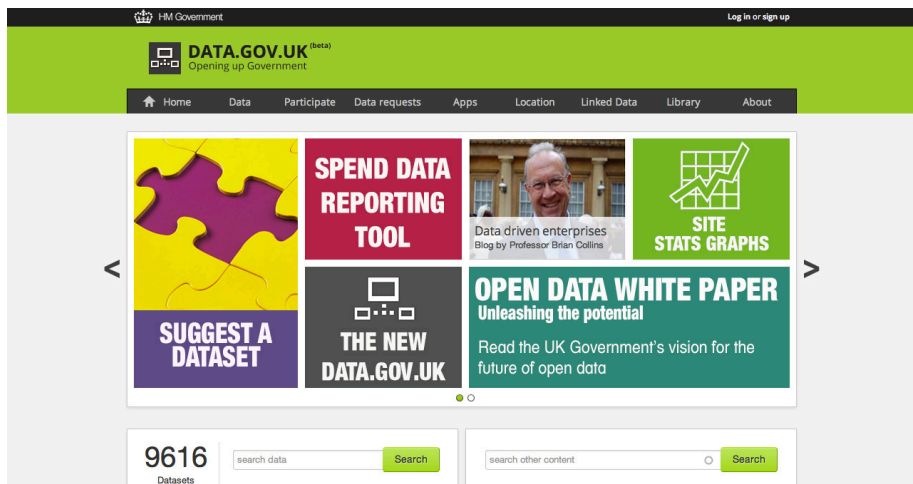 HM Government
Log in or sign up
DATA.GOV.UK (beta)
Opening up Government
Home Data Participate Data requests Apps Location Linked Data Library About
SUGGEST A
DATASET
SPEND DATA
REPORTING
TOOL
THE NEW
DATA.GOV.UK
Data driven enterprises
Blog by Professor Brian Collins
SITE
STATS GRAPHS
OPEN DATA WHITE PAPER
Unleashing the potential
Read the UK Government's vision for the
future of open data
<
>
9616
Datasets
search data
Search
search other content
Search